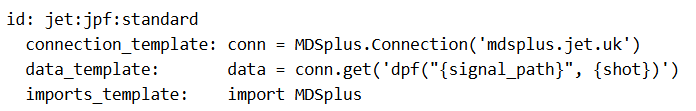 id: jet:jpf:standard
connection_template: conn = MDSplus.Connection('mdsplus.jet.uk')
data_template: data = conn.get('dpf("{signal_path}", {shot})')
imports_template: import MDSplus